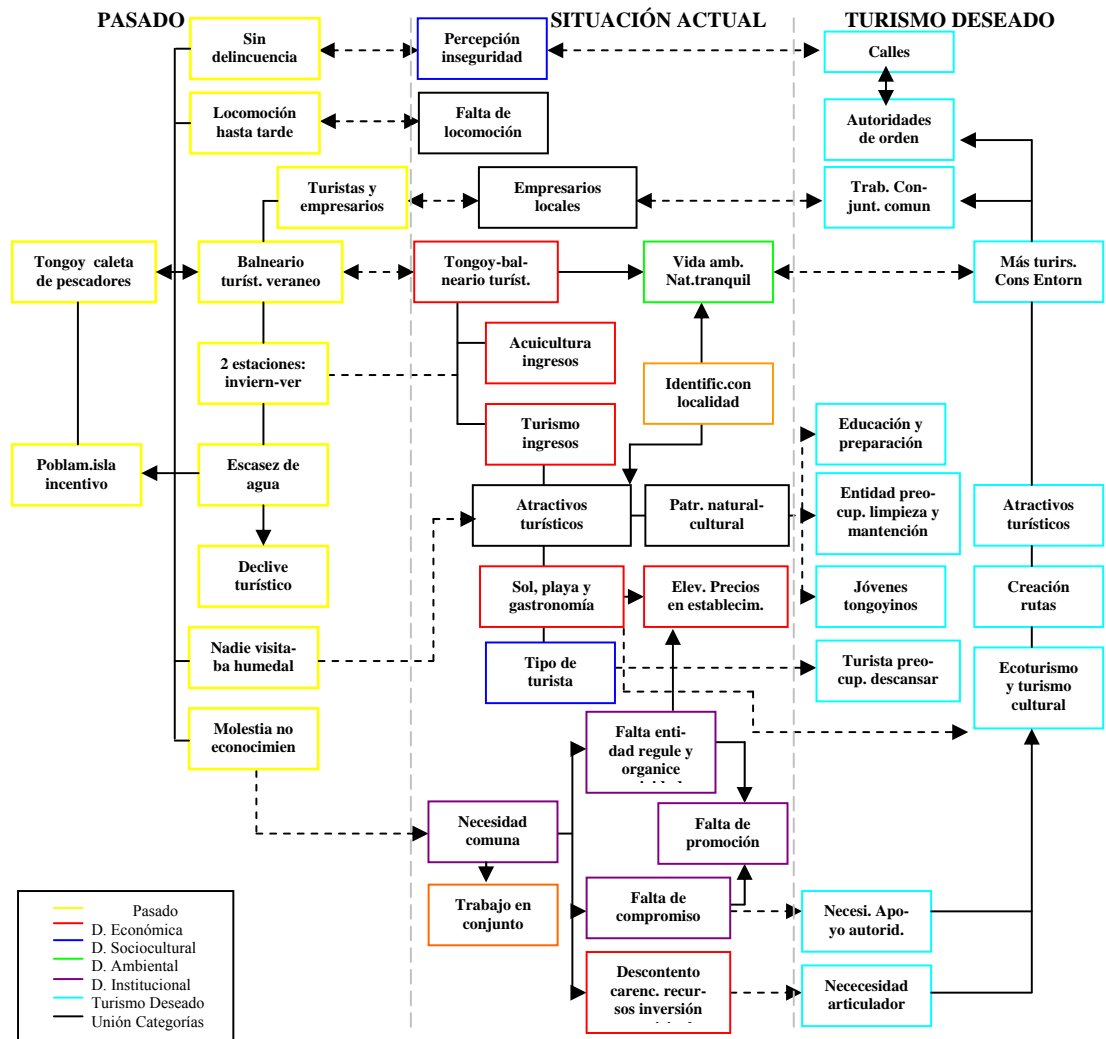 PASADO
SITUACIÓN ACTUAL
TURISMO DESEADO
Sin
delincuencia
Percepción
inseguridad
Calles
Locomoción
hasta tarde
Falta de
locomoción
Autoridades
de orden
Turistas y
empresarios
Empresarios
locales
Trab. Con-
junt. comun
Tongoy caleta
de pescadores
Balneario
turíst. veraneo
Tongoy-bal-
neario turíst.
Vida amb.
Nat.tranquil
Más turirs.
Cons Entorn
2 estaciones:
inviern-ver
Acuicultura
ingresos
Identific.con
localidad
Turismo
ingresos
Educación y
preparación
Poblam.isla
incentivo
Escasez de
agua
Atractivos
turísticos
Patr. natural-
cultural
Entidad preo-
cup. limpieza y
mantención
Atractivos
turísticos
Declive
turístico
Sol, playa y
gastronomía
Elev. Precios
en establecim.
Jóvenes
tongoyinos
Creación
rutas
Nadie visita-
ba humedal
Tipo de
turista
Turista preo-
cup. descansar
Ecoturismo
y turismo
cultural
Molestia no
economicien
Falta enti-
dad regule y
organice
Necesidad
comuna
Falta de
promoción
Trabajo en
conjunto
Falta de
compromiso
Necesi. Apo-
yo autorid.
Descontento
carenc. recur-
sos inversión
Nececesidad
articulador
Pasado
D. Económica
D. Sociocultural
D. Ambiental
D. Institucional
Turismo Deseado
Unión Categorías